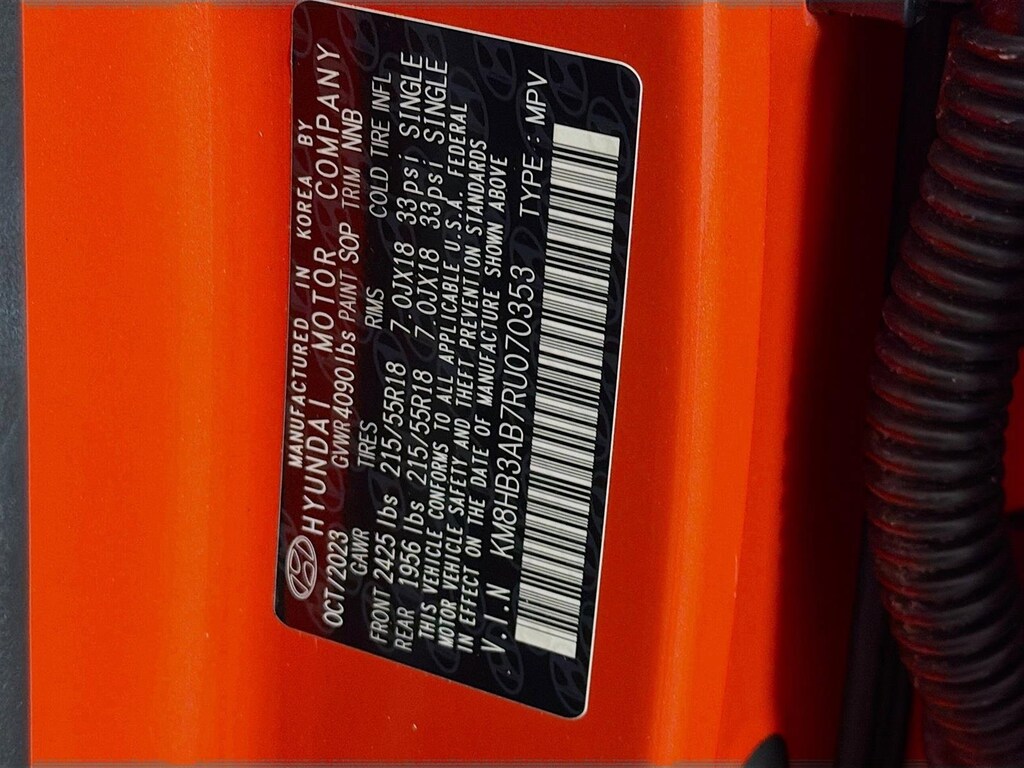 MANUFACTURED IN KOREA BY
HYUNDAI MOTOR COMPANY
OCT/2023 GVWR4090lbs PAINT SOP TRIM NNB
GAWR TIRES RIMS COLD TIRE INFL
FRONT 2425 lbs 215/55R18 7.0JX18 33psi SINGLE
REAR 1956 lbs 215/55R18 7.0JX18 33psi SINGLE
THIS VEHICLE CONFORMS TO ALL APPLICABLE U.S.A. FEDERAL
MOTOR VEHICLE SAFETY AND THEFT PREVENTION STANDARDS
IN EFFECT ON THE DATE OF MANUFACTURE SHOWN ABOVE
V.I.N KM8HB3AB7RU070353 TYPE : MPV